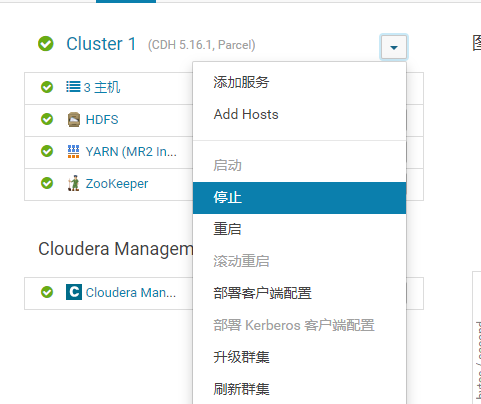 Cluster 1 (CDH 5.16.1, Parcel)
3 主机
HDFS
YARN (MR2 In...
ZooKeeper
Cloudera Managem
Cloudera Man...
添加服务
Add Hosts
启动
停止
重启
滚动重启
部署客户端配置
部署 Kerberos 客户端配置
升级群集
刷新群集